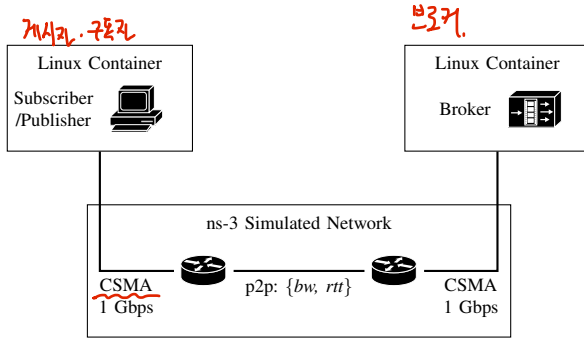 게시자·구독자
브로커.
Linux Container
Subscriber
/Publisher
Linux Container
Broker
ns-3 Simulated Network
CSMA
1 Gbps
p2p: {bw, rtt}
CSMA
1 Gbps